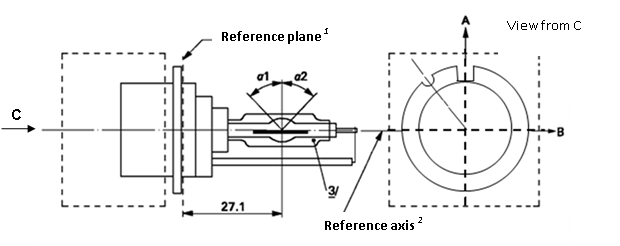 A
View from C
Reference plane 1
α1 α2
C
B
3/
27.1
Reference axis 2